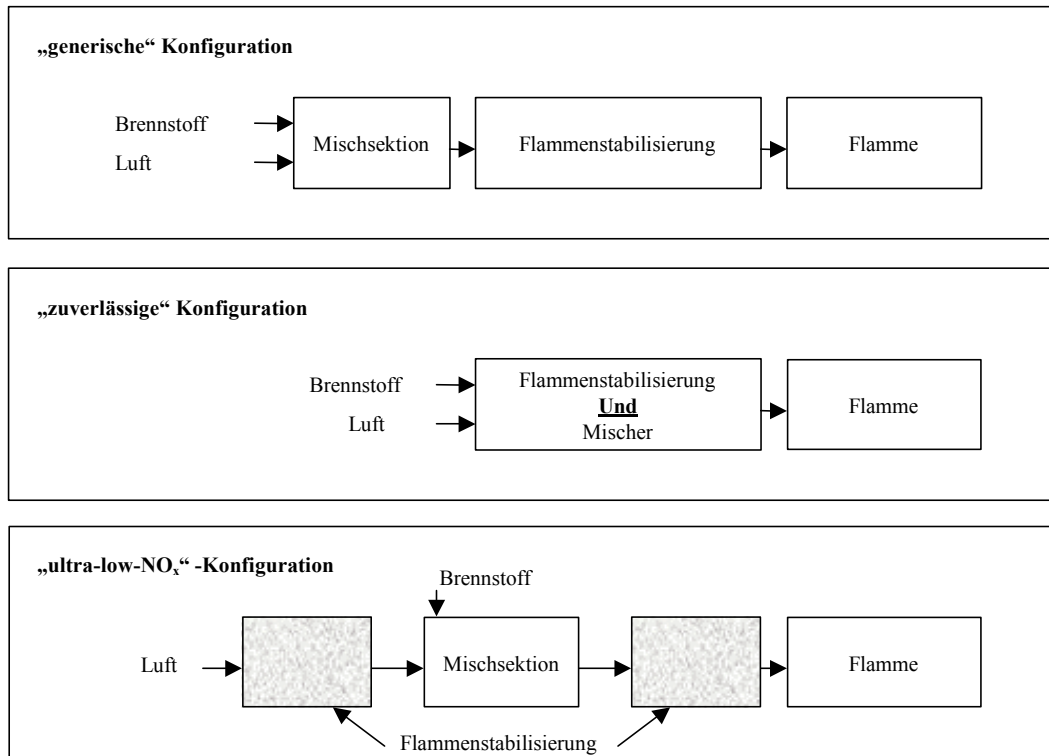 „generische“ Konfiguration
Brennstoff
Luft
Mischsektion
Flammenstabilisierung
Flamme
„zuverlässige“ Konfiguration
Brennstoff
Luft
Flammenstabilisierung
Und
Mischer
Flamme
„ultra-low-NOₓ“ -Konfiguration
Brennstoff
Luft
Mischsektion
Flamme
Flammenstabilisierung